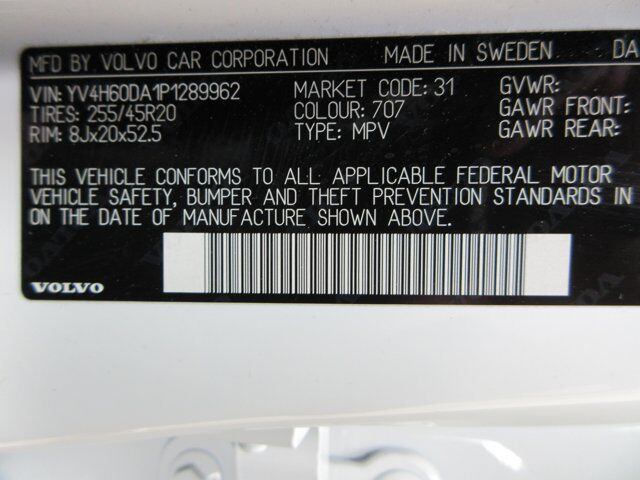 MFD BY VOLVO CAR CORPORATION MADE IN SWEDEN DA
VIN: YV4H60DA1P1289962 MARKET CODE: 31 GVWR:
TIRES: 255/45R20 COLOUR: 707 GAWR FRONT:
RIM: 8Jx20x52.5 TYPE: MPV GAWR REAR:
THIS VEHICLE CONFORMS TO ALL APPLICABLE FEDERAL MOTOR
VEHICLE SAFETY, BUMPER AND THEFT PREVENTION STANDARDS IN
ON THE DATE OF MANUFACTURE SHOWN ABOVE.
VOLVO